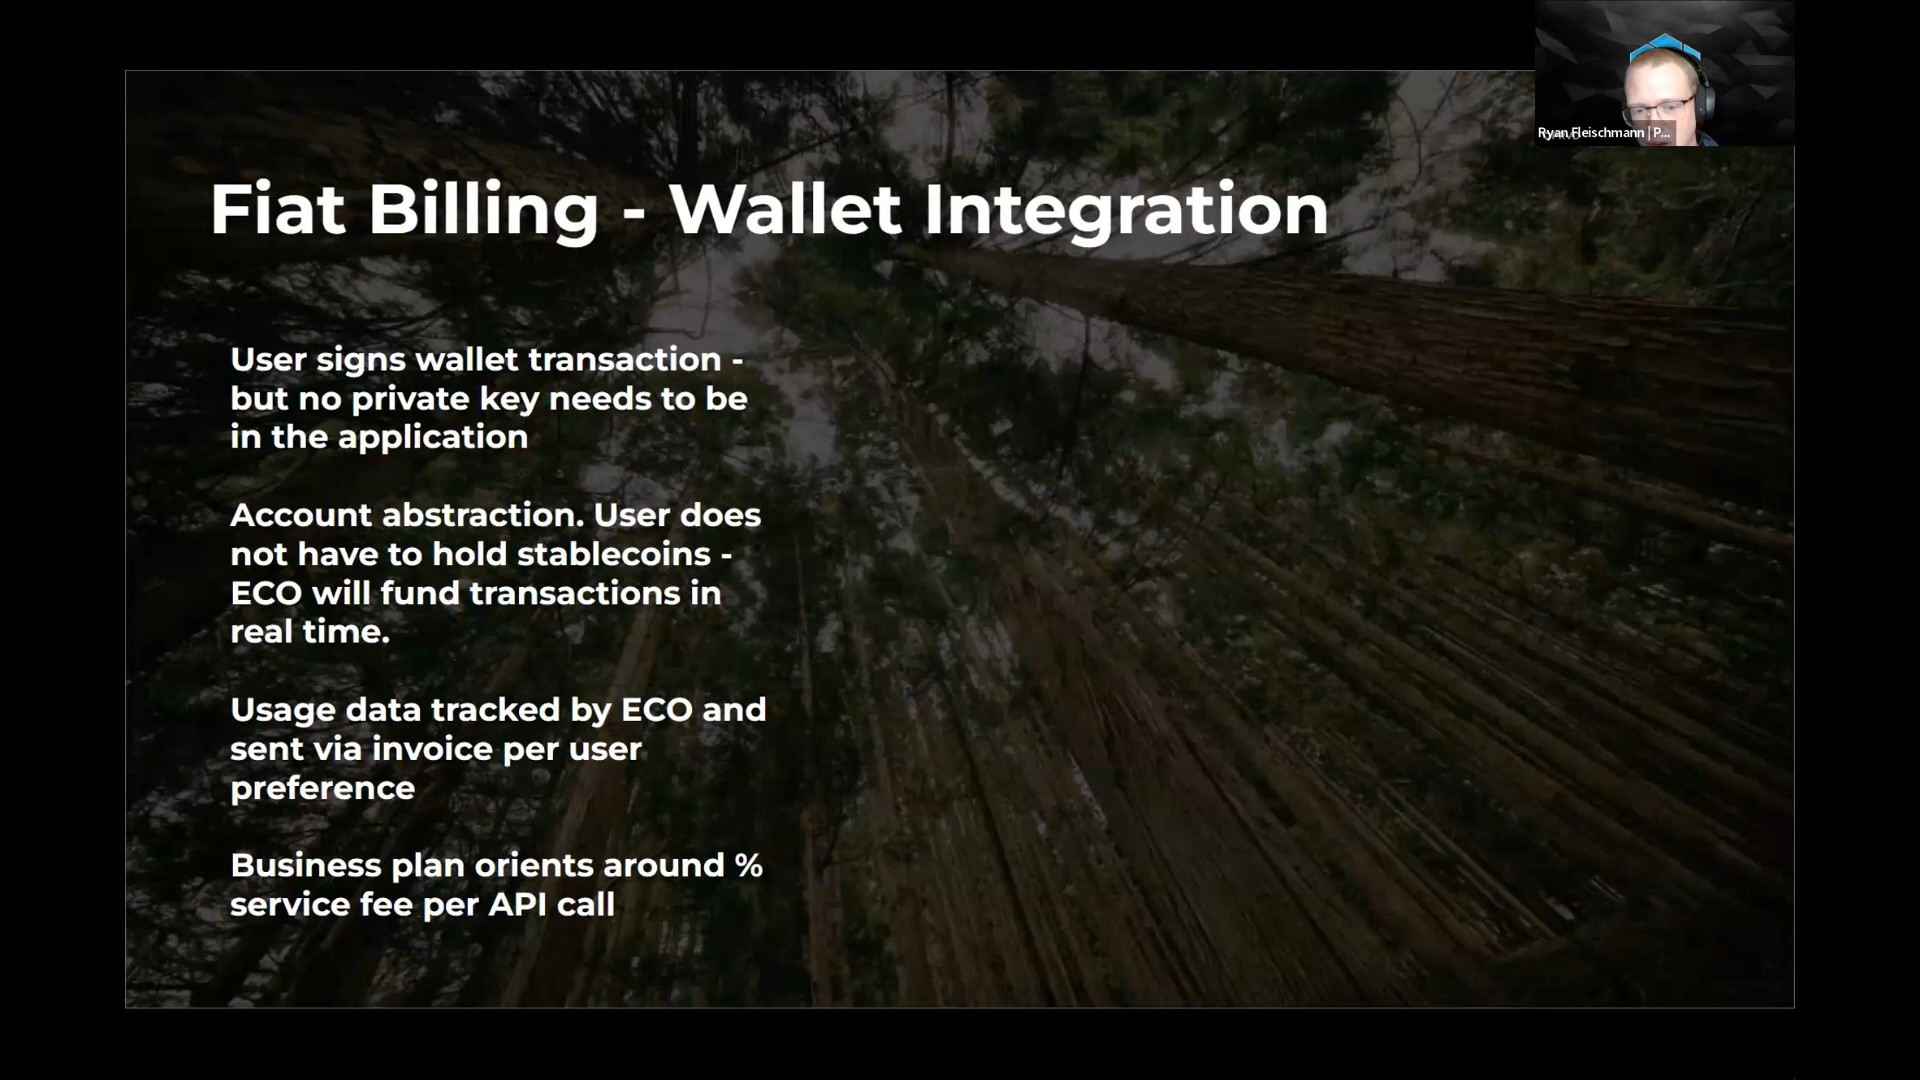 Ryan Fleischmann | P...
Fiat Billing - Wallet Integration
User signs wallet transaction -
but no private key needs to be
in the application
Account abstraction. User does
not have to hold stablecoins -
ECO will fund transactions in
real time.
Usage data tracked by ECO and
sent via invoice per user
preference
Business plan orients around %
service fee per API call